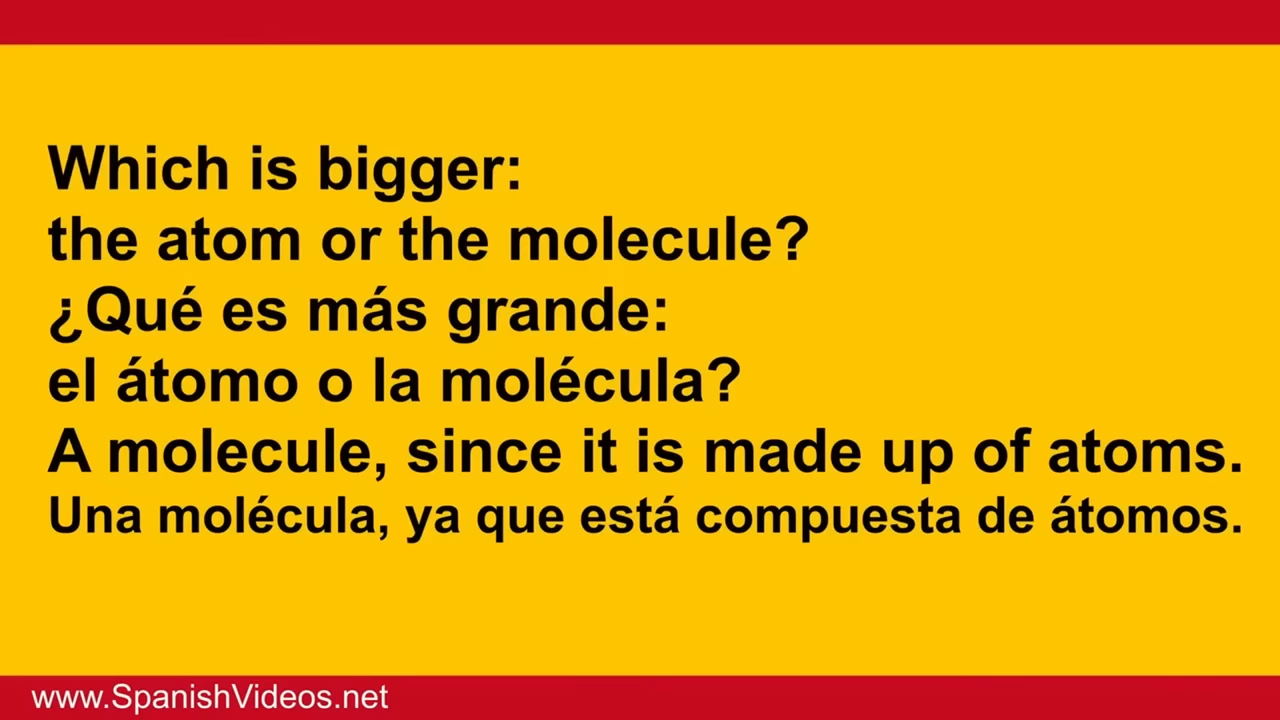 Which is bigger:
the atom or the molecule?
¿Qué es más grande:
el átomo o la molécula?
A molecule, since it is made up of atoms.
Una molécula, ya que está compuesta de átomos.
www.SpanishVideos.net